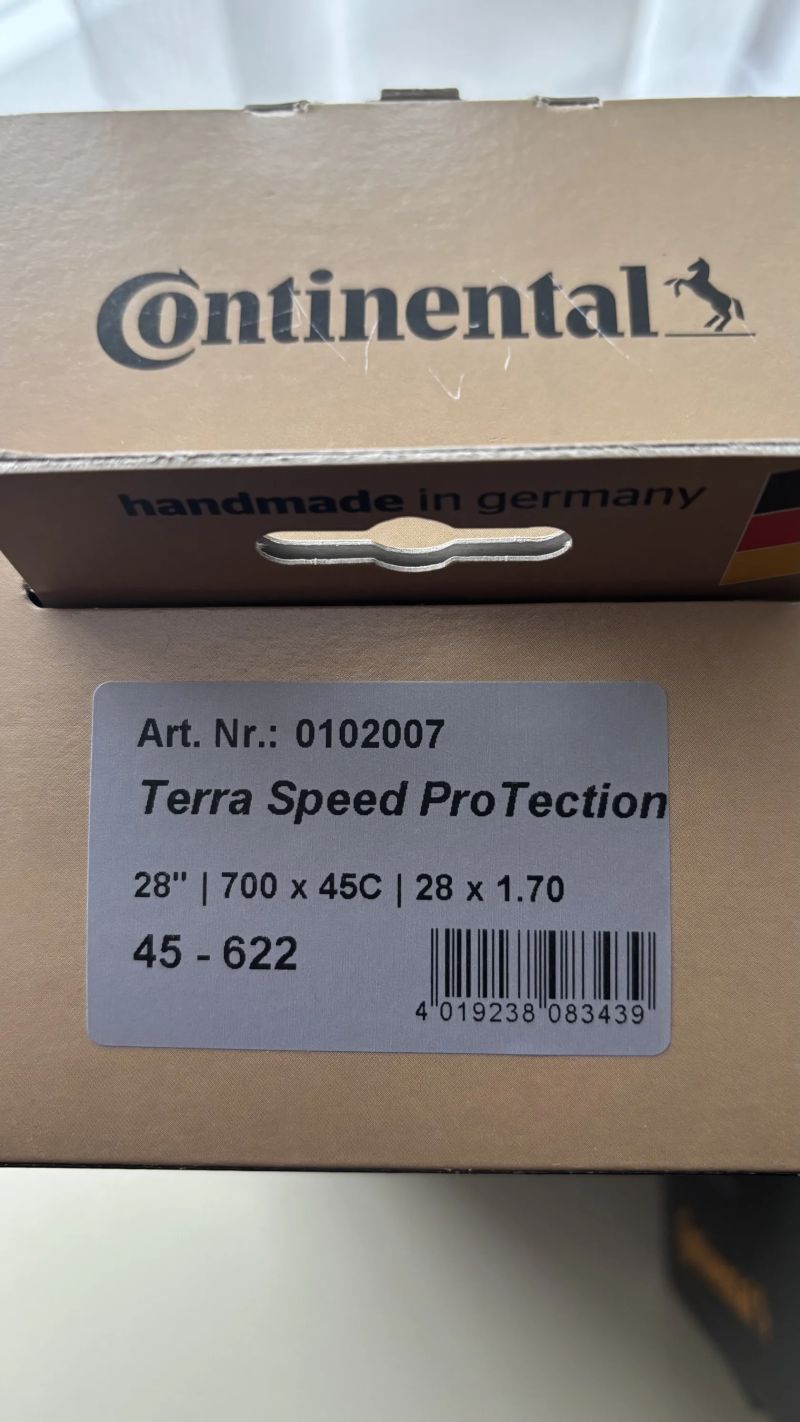 Continental
handmade in germany
Art. Nr.: 0102007
Terra Speed ProTection
28" | 700 x 45C | 28 x 1.70
45 - 622
4 019238 083439